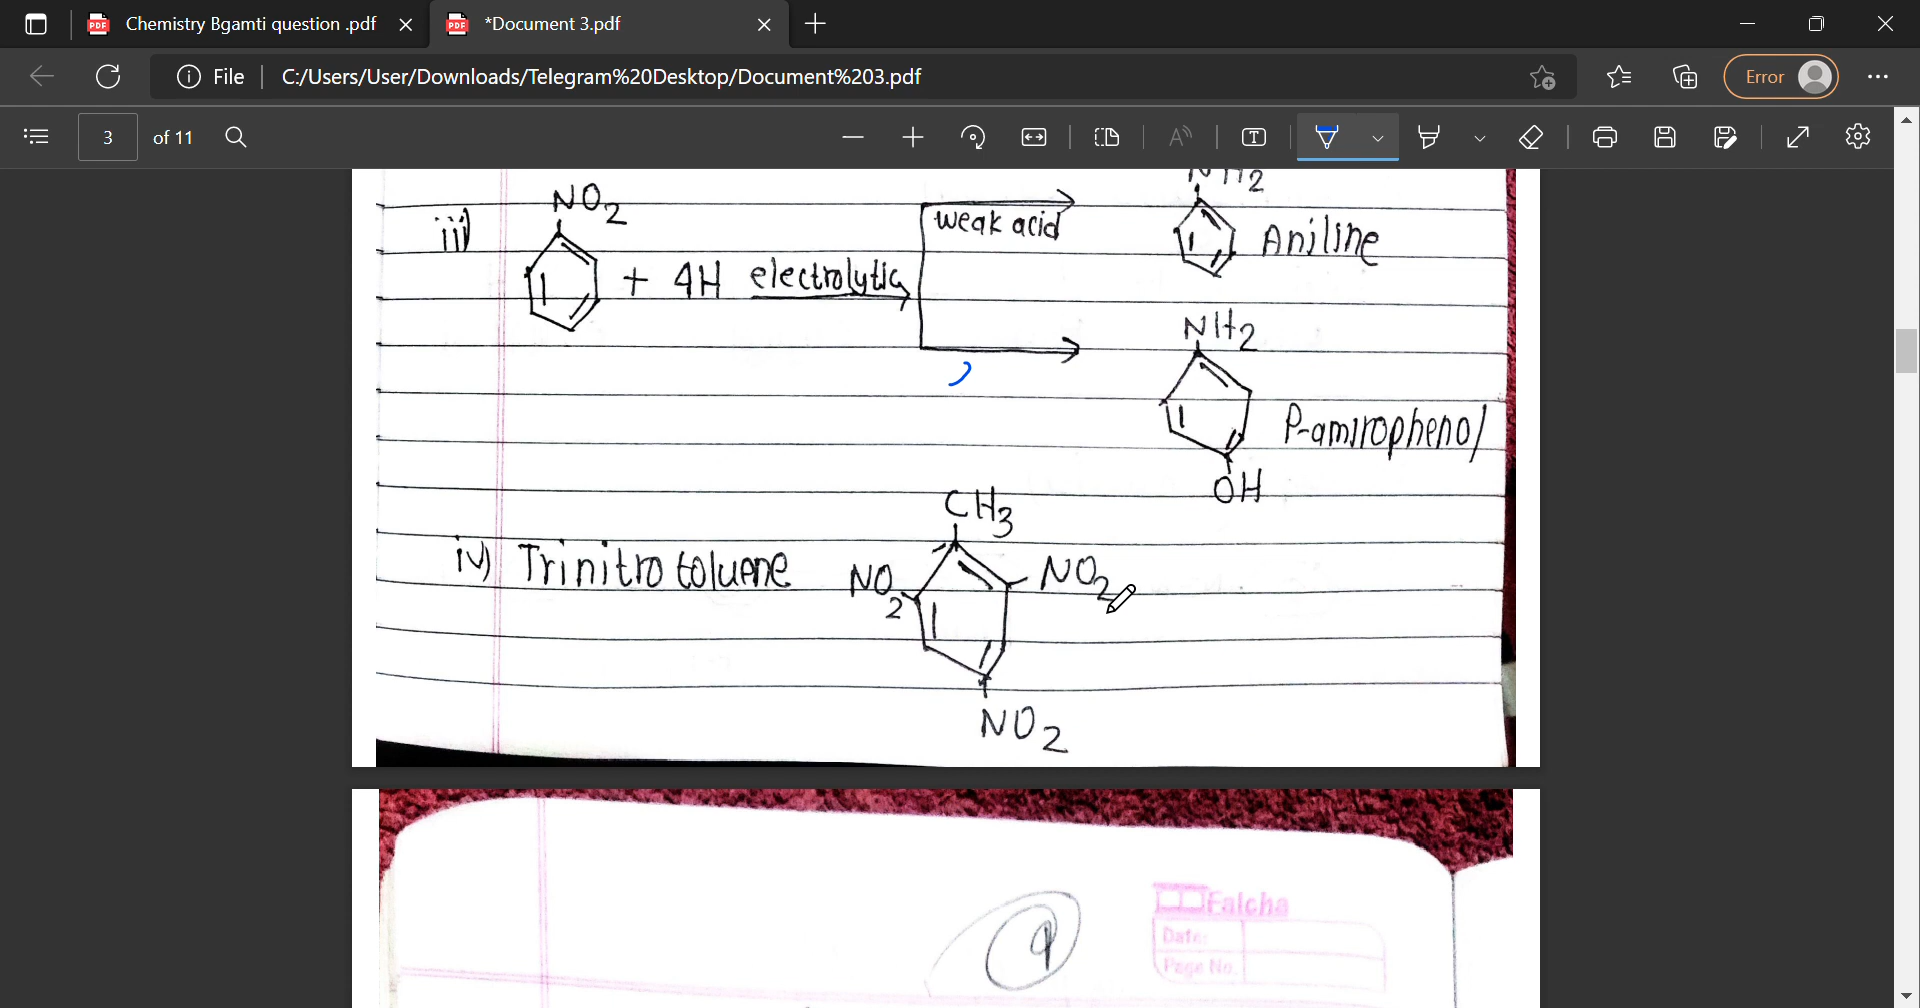 Chemistry Bgamti question .pdf
*Document 3.pdf
File
C:/Users/User/Downloads/Telegram%20Desktop/Document%203.pdf
Error
3 of 11
NH2
NO2
iii)
weak acid
Aniline
+ 4H electrolytic
NH2
P-aminophenol
OH
CH3
iv) Trinitrotoluene
NO2
NO2
NO2
9
Falcha
Date:
Page No.